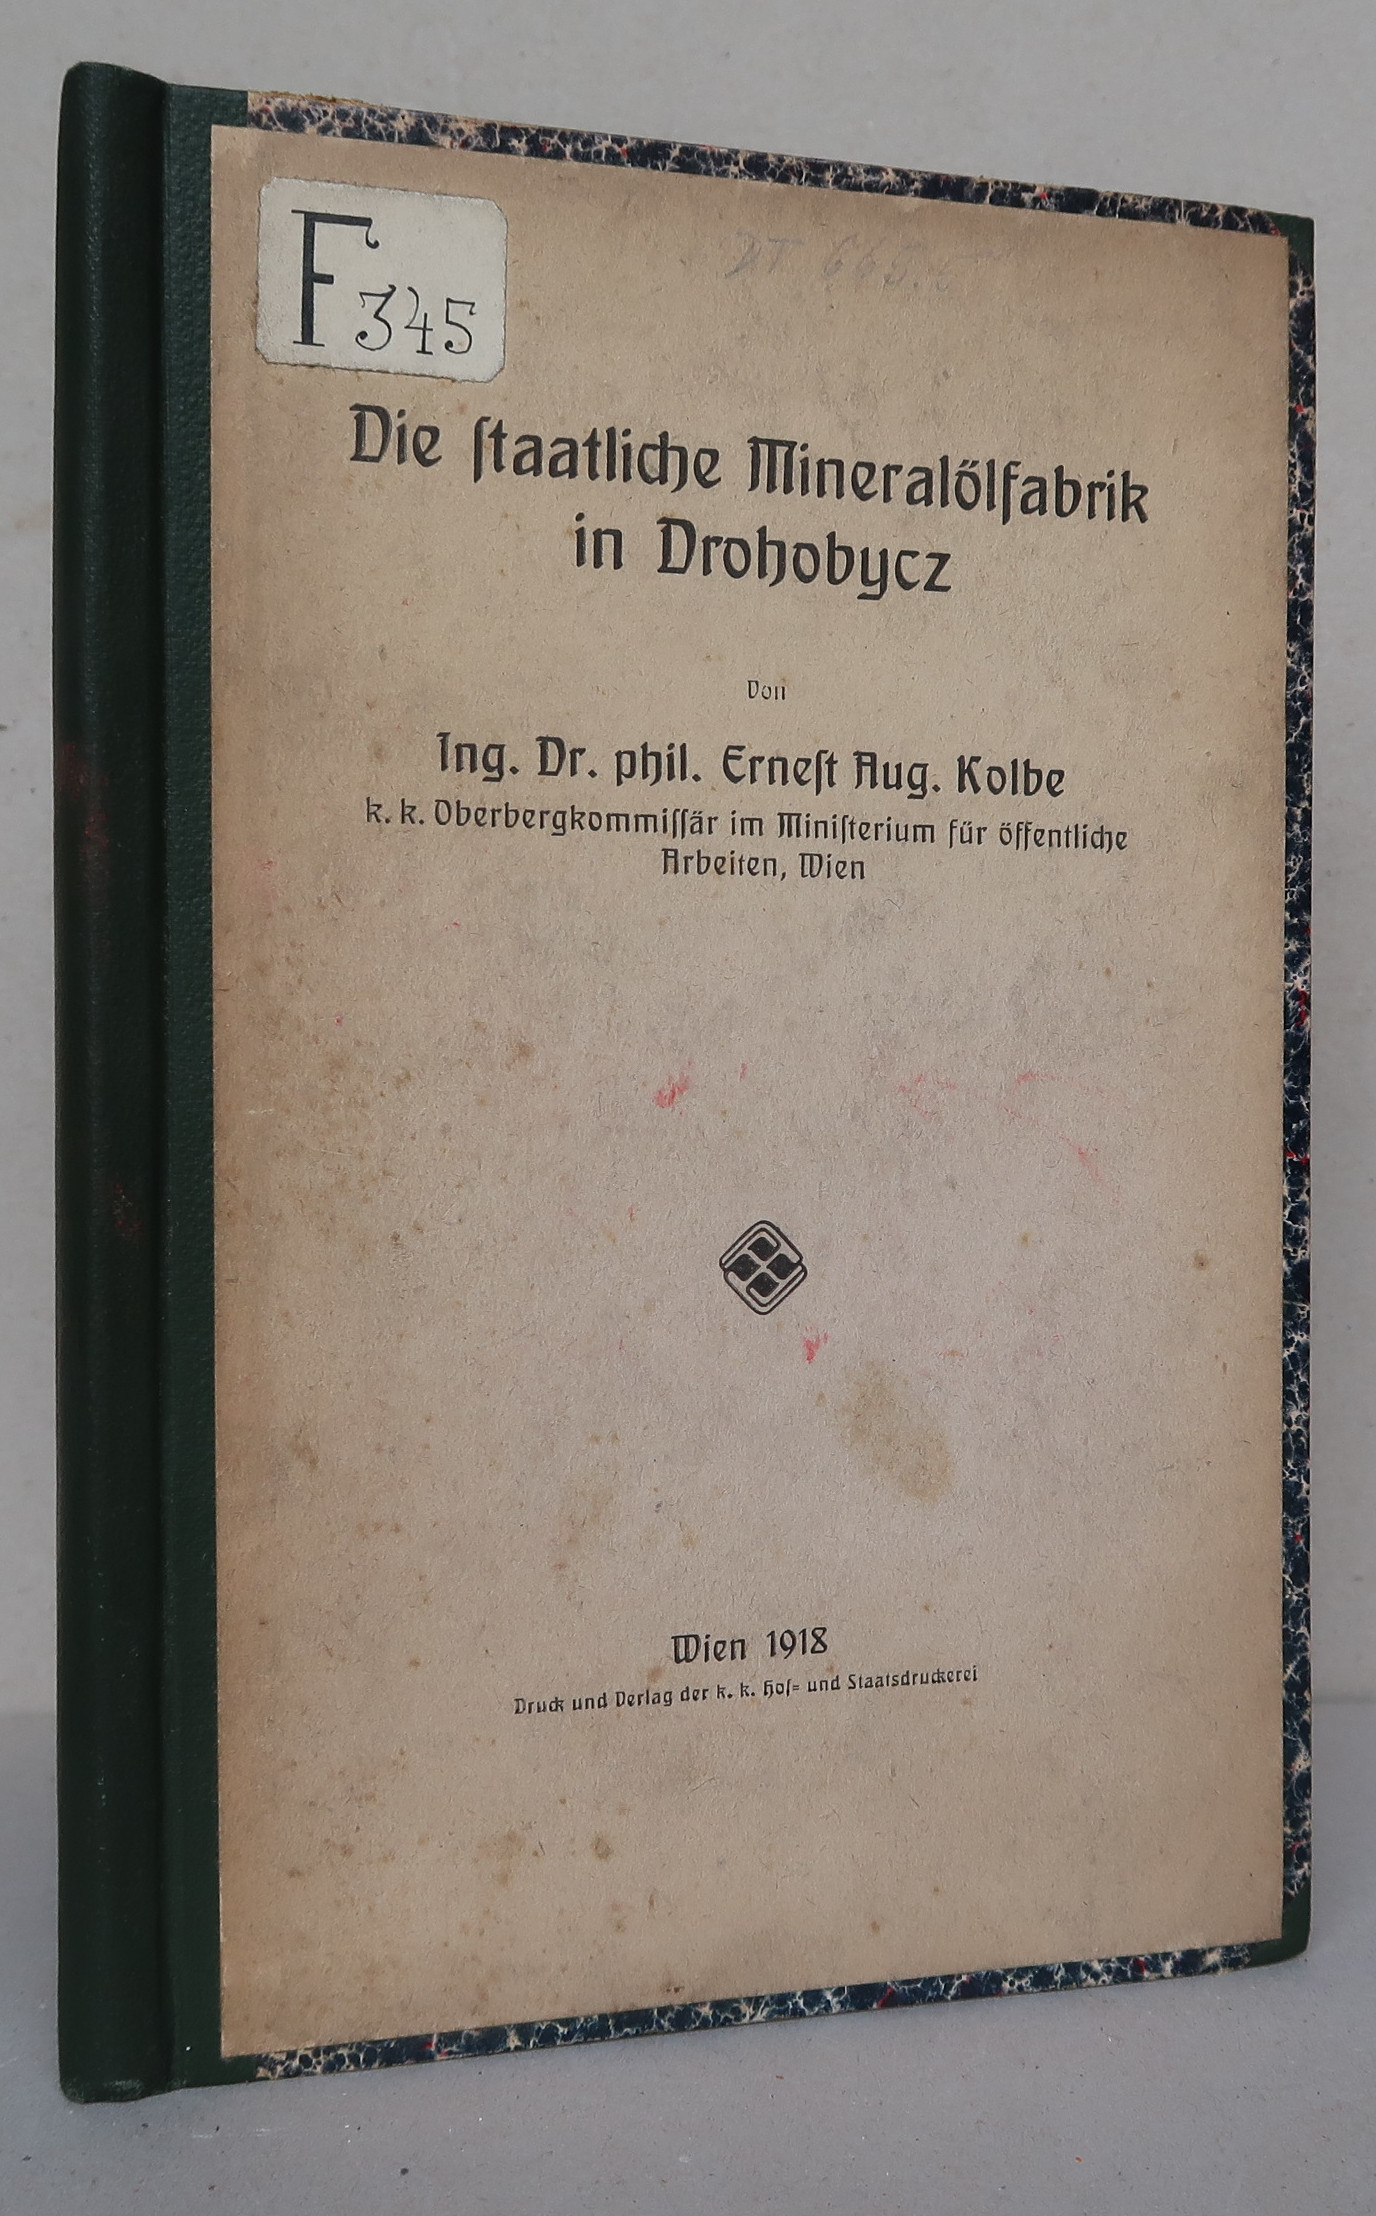 F 345
Die ſtaatliche Mineralölfabrik
in Drohobycz
Von
Ing. Dr. phil. Erneſt Aug. Kolbe
k. k. Oberbergkommiſſär im Miniſterium für öffentliche
Arbeiten, Wien
Wien 1918
Druck und Verlag der k. k. Hof- und Staatsdruckerei